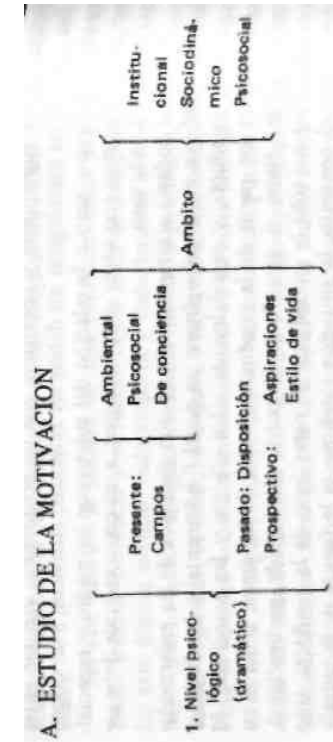 A. ESTUDIO DE LA MOTIVACION
1. Nivel psico-
lógico
(dramático)
Presente:
Campos
Ambiental
Psicosocial
De conciencia
Pasado: Disposición
Prospectivo:
Aspiraciones
Estilo de vida
Ambito
Institu-
cional
Sociodiná-
mico
Psicosocial